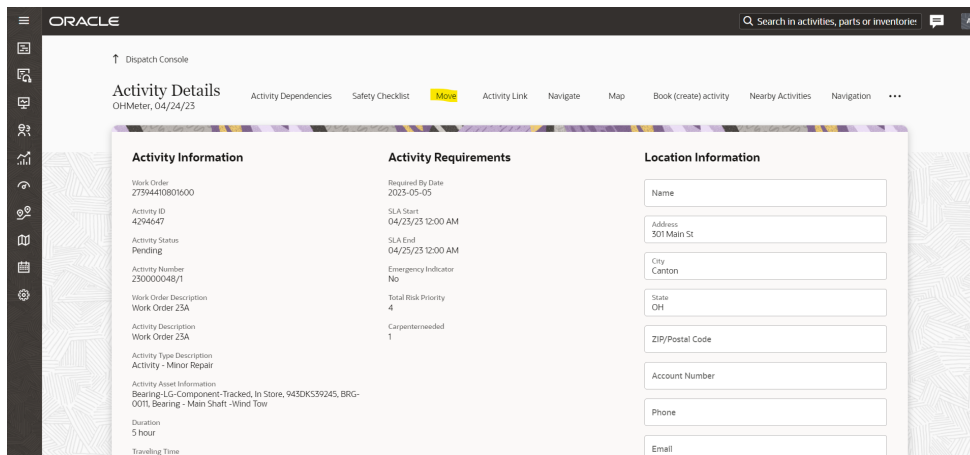 ORACLE
Search in activities, parts or inventories
Dispatch Console
Activity Details
OHMeter, 04/24/23
Activity Dependencies Safety Checklist Move Activity Link Navigate Map Book (create) activity Nearby Activities Navigation
Activity Information
Work Order
27394410801600
Activity ID
4294647
Activity Status
Pending
Activity Number
230000048/1
Work Order Description
Work Order 23A
Activity Description
Work Order 23A
Activity Type Description
Activity - Minor Repair
Activity Asset Information
Bearing-LG-Component-Tracked, In Store, 943DKS39245, BRG-
0011, Bearing - Main Shaft -Wind Tow
Duration
5 hour
Traveling Time
Activity Requirements
Required By Date
2023-05-05
SLA Start
04/23/23 12:00 AM
SLA End
04/25/23 12:00 AM
Emergency Indicator
No
Total Risk Priority
4
Carpenterneeded
1
Location Information
Name
Address
301 Main St
City
Canton
State
OH
ZIP/Postal Code
Account Number
Phone
Email